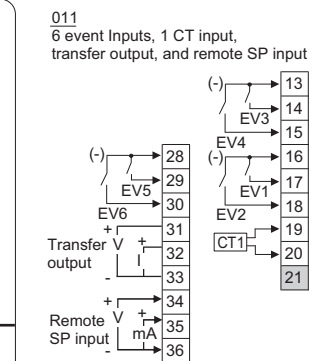 011
6 event Inputs, 1 CT input,
transfer output, and remote SP input
(-)
13
14
EV3
15
EV4
(-)
16
17
EV1
18
EV2
19
CT1
20
21
(-)
28
29
EV5
30
EV6
+
31
Transfer V +
32
output I
-
33
+
34
Remote V +
35
SP input mA
-
36